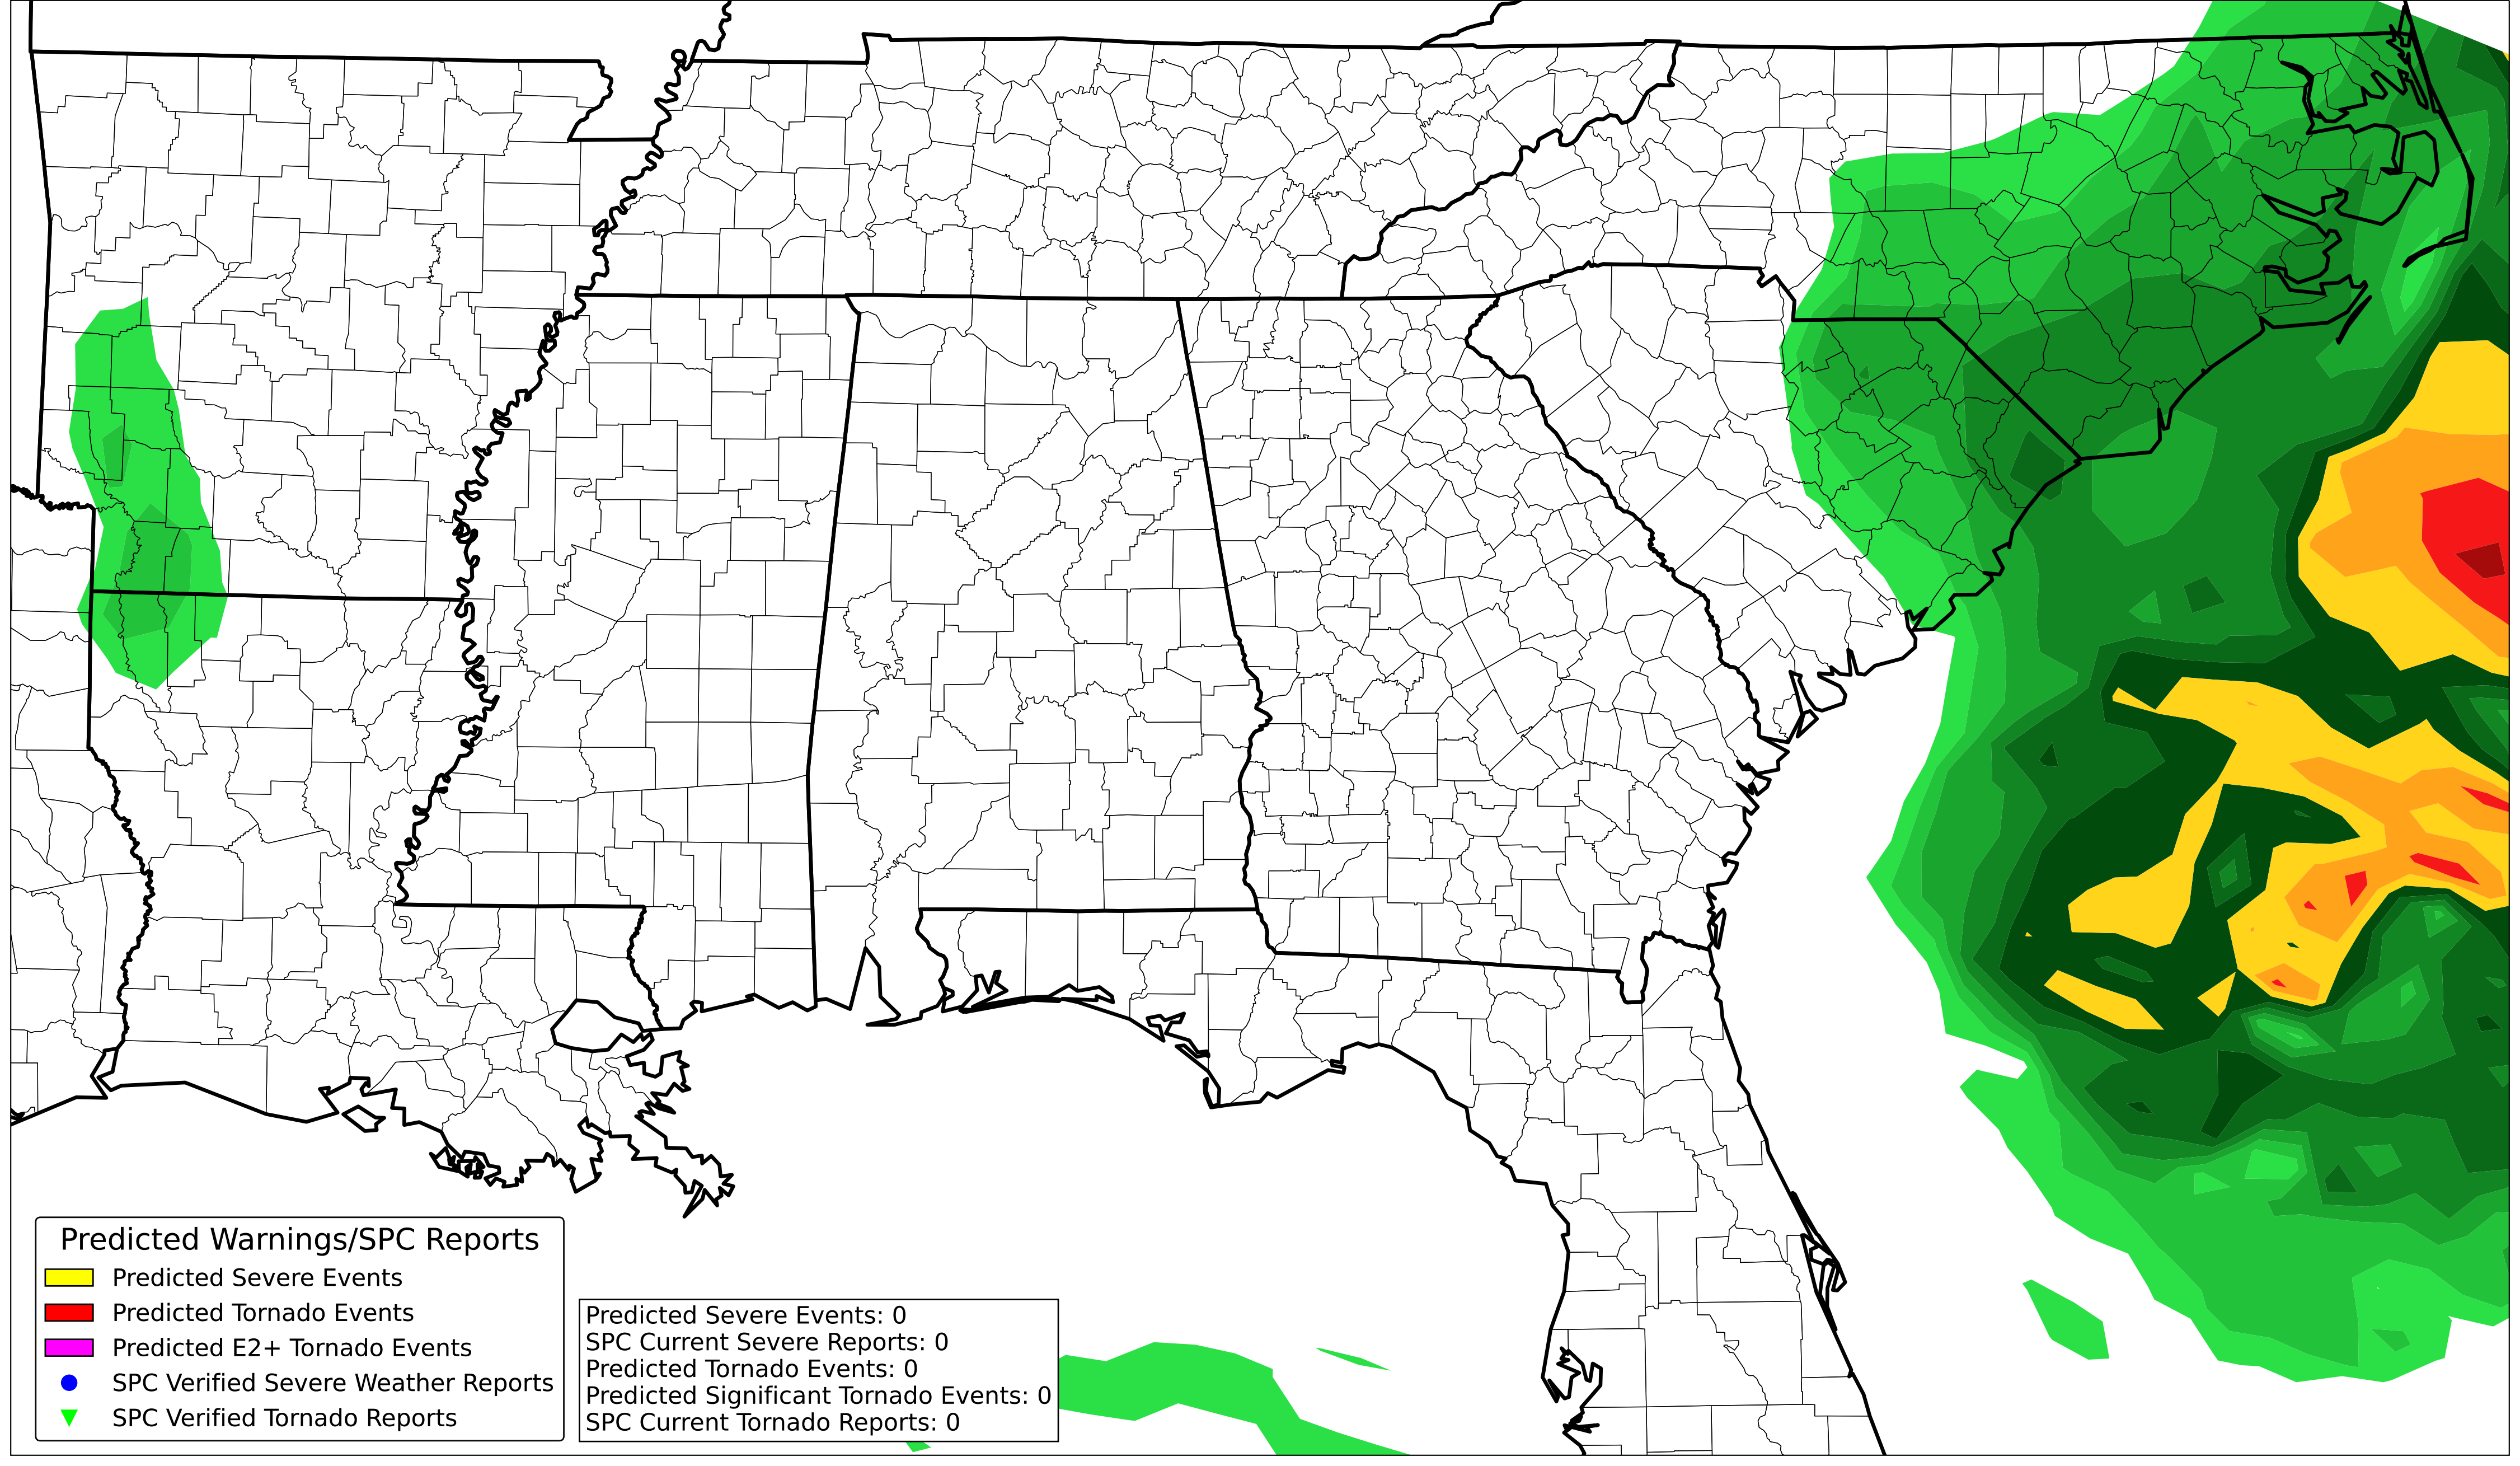 Predicted Warnings/SPC Reports
Predicted Severe Events
Predicted Tornado Events
Predicted E2+ Tornado Events
SPC Verified Severe Weather Reports
SPC Verified Tornado Reports
Predicted Severe Events: 0
SPC Current Severe Reports: 0
Predicted Tornado Events: 0
Predicted Significant Tornado Events: 0
SPC Current Tornado Reports: 0